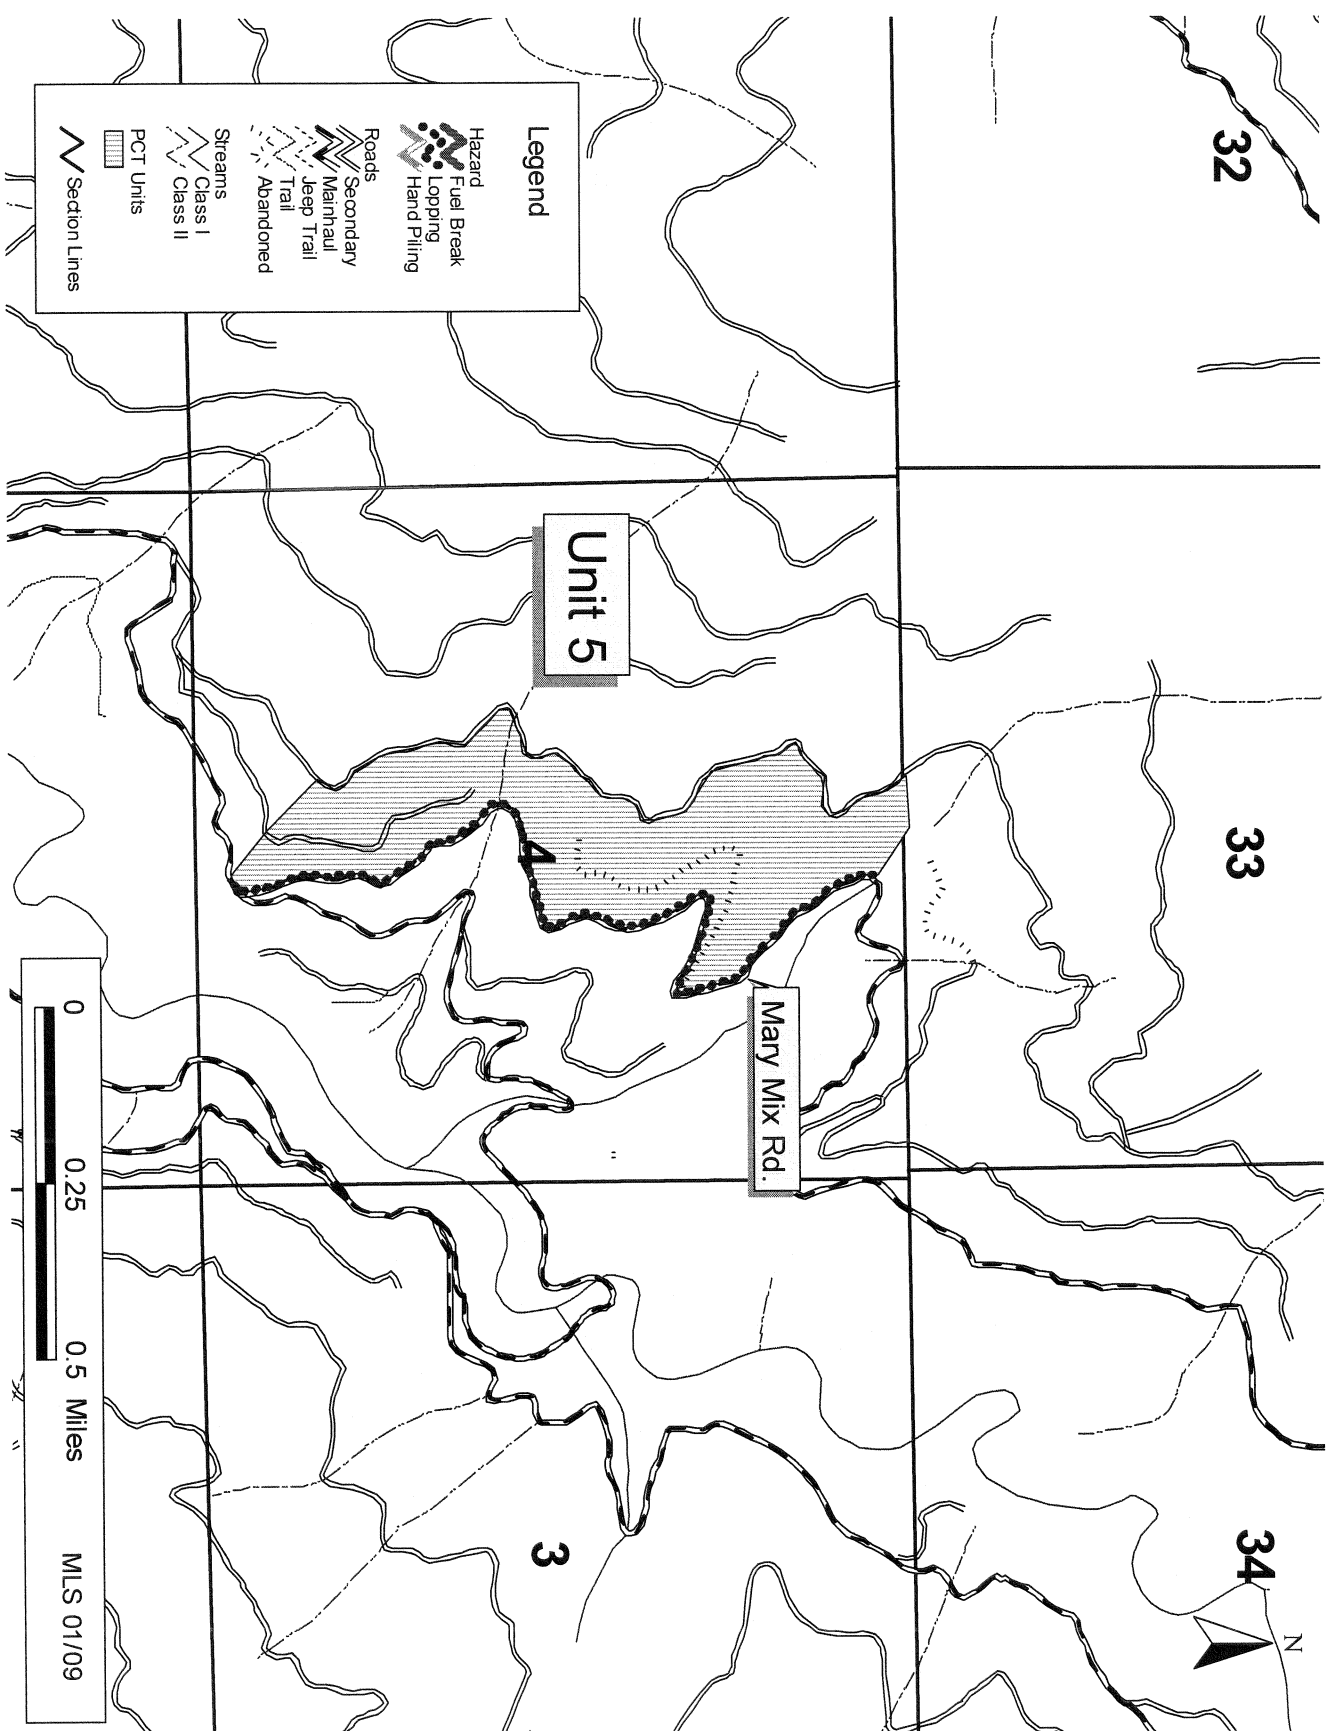 32
33
34
N
Unit 5
4
Mary Mix Rd.
3
Legend
Hazard
Fuel Break
Lopping
Hand Piling
Roads
Secondary
Mainhaul
Jeep Trail
Trail
Abandoned
Streams
Class I
Class II
PCT Units
Section Lines
0 0.25 0.5 Miles MLS 01/09